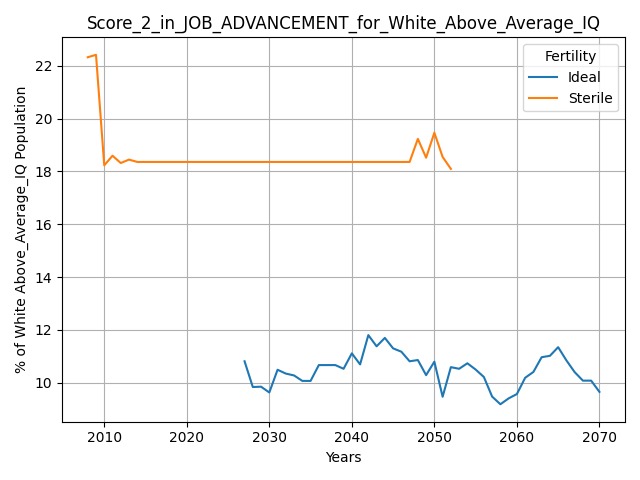 Score_2_in_JOB_ADVANCEMENT_for_White_Above_Average_IQ
Fertility
Ideal
Sterile
% of White Above_Average_IQ Population
22
20
18
16
14
12
10
2010
2020
2030
2040
2050
2060
2070
Years